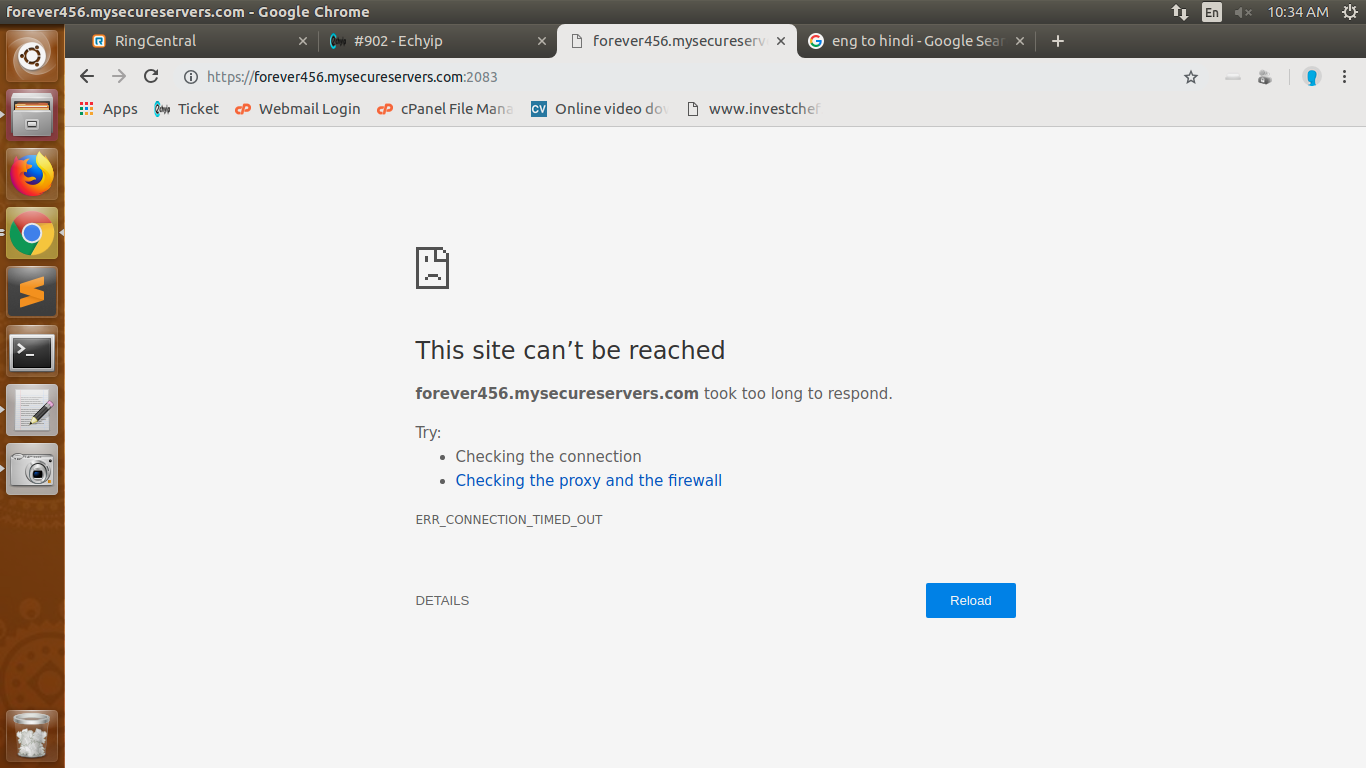 forever456.mysecureservers.com - Google Chrome
En
10:34 AM
RingCentral
#902 - Echyip
forever456.mysecureserv
eng to hindi - Google Sear
https://forever456.mysecureservers.com:2083
Apps
Ticket
Webmail Login
cPanel File Mana
CV
Online video dov
www.investchef
This site can’t be reached
forever456.mysecureservers.com took too long to respond.
Try:
Checking the connection
Checking the proxy and the firewall
ERR_CONNECTION_TIMED_OUT
DETAILS
Reload